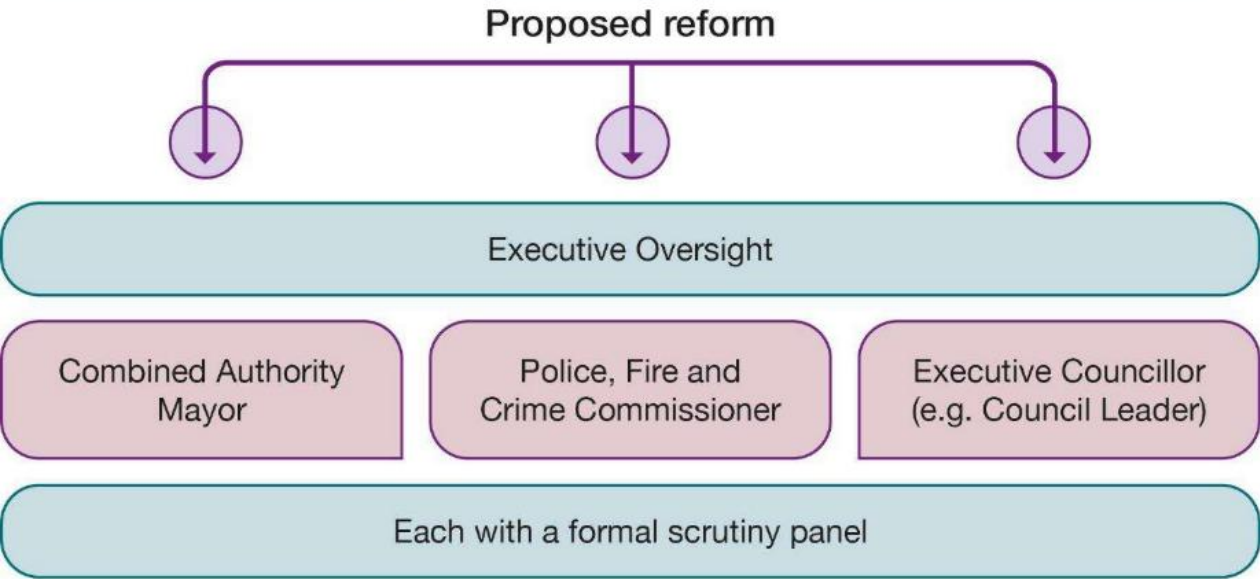 Proposed reform
Executive Oversight
Combined Authority
Mayor
Police, Fire and
Crime Commissioner
Executive Councillor
(e.g. Council Leader)
Each with a formal scrutiny panel